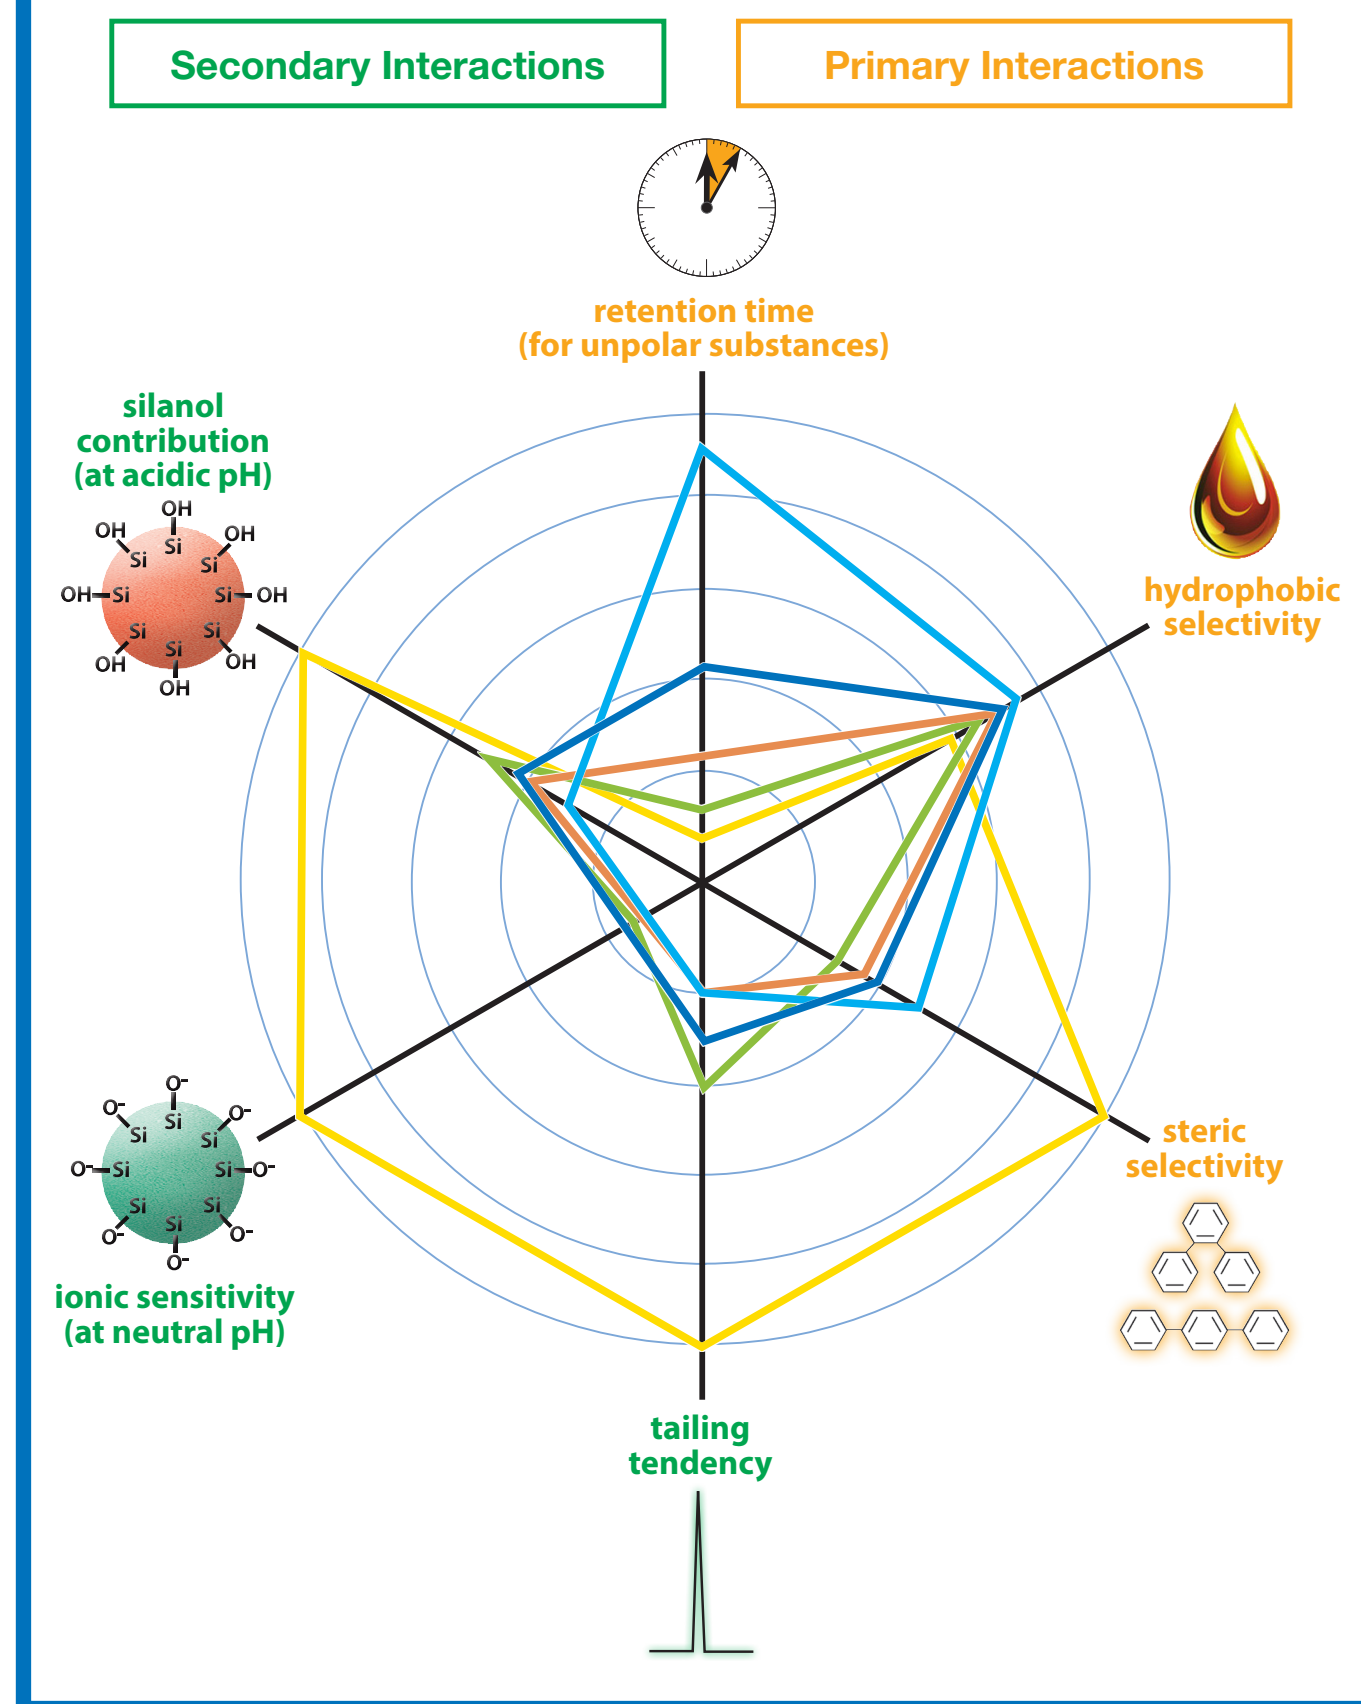 Secondary Interactions
Primary Interactions
retention time
(for unpolar substances)
silanol
contribution
(at acidic pH)
OH
OH
OH
Si
Si
Si
OH
Si
Si
OH
Si
Si
Si
OH
OH
OH
hydrophobic
selectivity
O⁻
O⁻
O⁻
Si
Si
Si
O⁻
Si
Si
O⁻
Si
Si
Si
O⁻
O⁻
O⁻
ionic sensitivity
(at neutral pH)
steric
selectivity
tailing
tendency